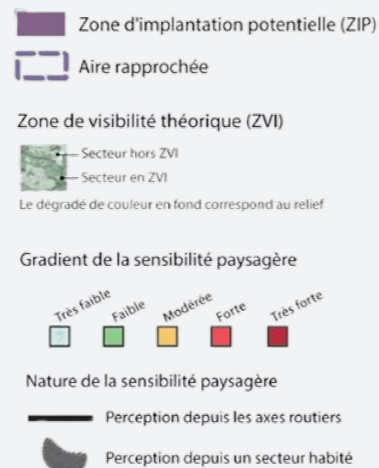 Zone d'implantation potentielle (ZIP)
Aire rapprochée
Zone de visibilité théorique (ZVI)
Secteur hors ZVI
Secteur en ZVI
Le dégradé de couleur en fond correspond au relief
Gradient de la sensibilité paysagère
Très faible
Faible
Modérée
Forte
Très forte
Nature de la sensibilité paysagère
Perception depuis les axes routiers
Perception depuis un secteur habité